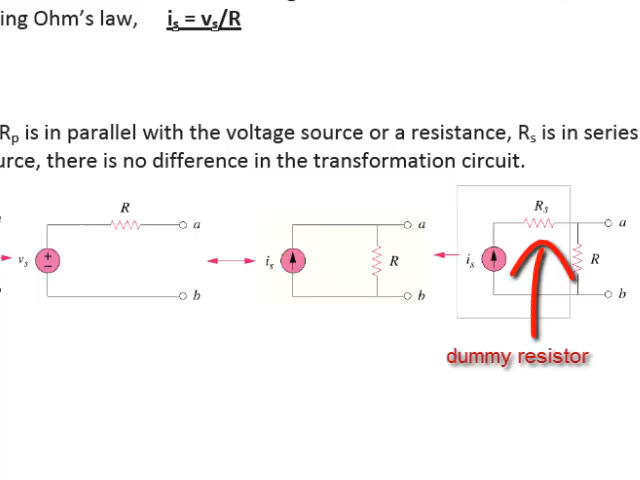 ing Ohm's law, is = vs/R
Rp is in parallel with the voltage source or a resistance, Rs is in series
urce, there is no difference in the transformation circuit.
R
a
vs
+
−
b
a
is
R
b
Rs
a
is
R
b
dummy resistor